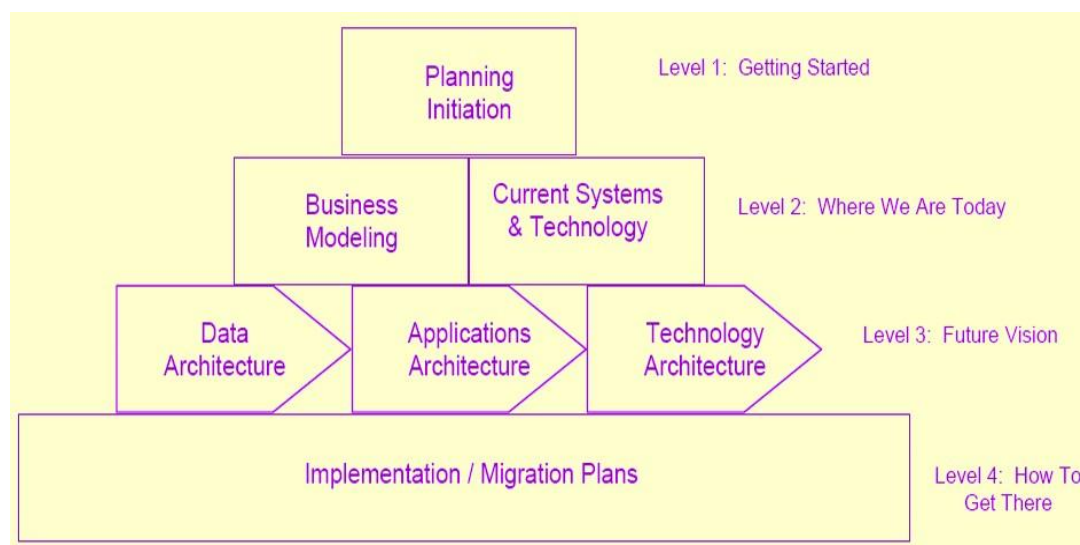 Planning
Initiation
Level 1: Getting Started
Business
Modeling
Current Systems
& Technology
Level 2: Where We Are Today
Data
Architecture
Applications
Architecture
Technology
Architecture
Level 3: Future Vision
Implementation / Migration Plans
Level 4: How To
Get There